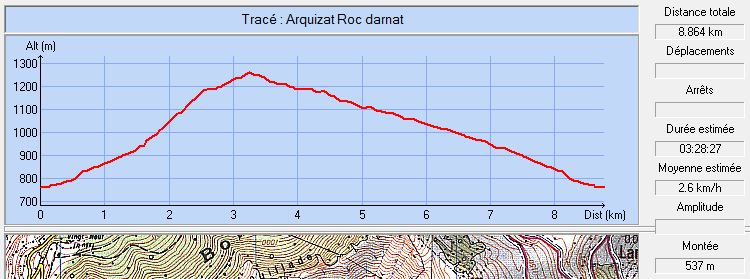 Tracé : Arquizat Roc darnat
Alt (m)
1300
1200
1100
1000
900
800
700
0 1 2 3 4 5 6 7 8 Dist (km)
Distance totale
8.864 km
Déplacements
Arrêts
Durée estimée
03:28:27
Moyenne estimée
2.6 km/h
Amplitude
Montée
537 m